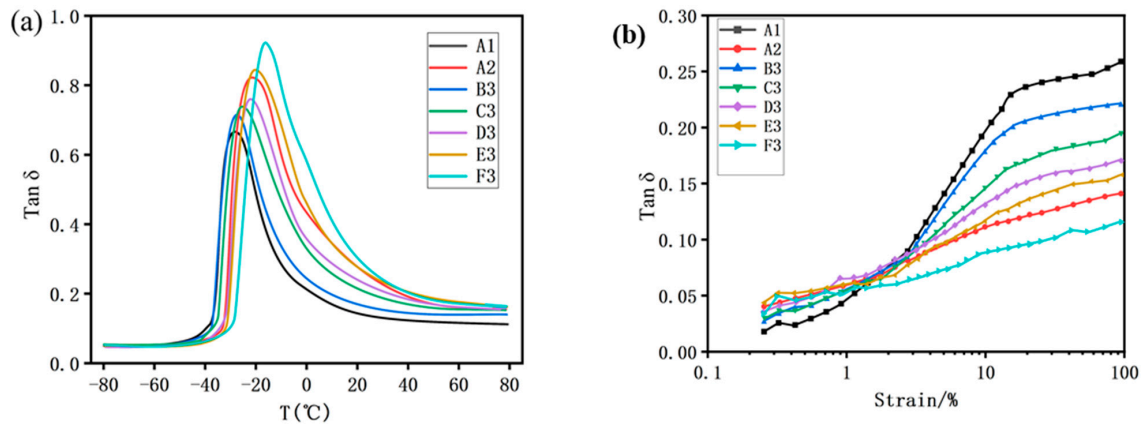 (a)
Tan δ
1.0
0.8
0.6
0.4
0.2
0.0
-80
-60
-40
-20
0
20
40
60
80
T(℃)
A1
A2
B3
C3
D3
E3
F3
(b)
Tan δ
0.30
0.25
0.20
0.15
0.10
0.05
0.00
0.1
1
10
100
Strain/%
A1
A2
B3
C3
D3
E3
F3